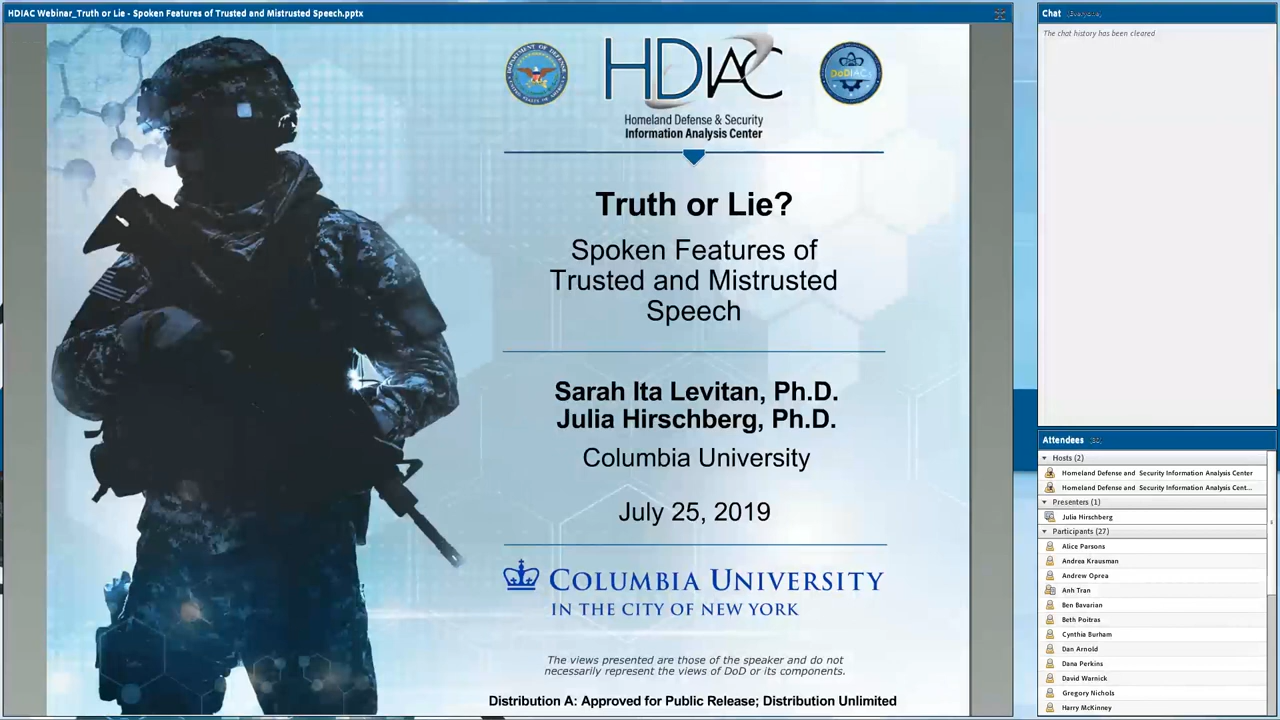 HDIAC Webinar_Truth or Lie - Spoken Features of Trusted and Mistrusted Speech.pptx
HDIAC
Homeland Defense & Security
Information Analysis Center
DoDIACs
Truth or Lie?
Spoken Features of
Trusted and Mistrusted
Speech
Sarah Ita Levitan, Ph.D.
Julia Hirschberg, Ph.D.
Columbia University
July 25, 2019
COLUMBIA UNIVERSITY
IN THE CITY OF NEW YORK
The views presented are those of the speaker and do not
necessarily represent the views of DoD or its components.
Distribution A: Approved for Public Release; Distribution Unlimited
Chat (Everyone)
The chat history has been cleared
Attendees
Hosts (2)
Homeland Defense and Security Information Analysis Center
Homeland Defense and Security Information Analysis Cent...
Presenters (1)
Julia Hirschberg
Participants (27)
Alice Parsons
Andrea Krausman
Andrew Oprea
Anh Tran
Ben Bavarian
Beth Poitras
Cynthia Burham
Dan Arnold
Dana Perkins
David Warnick
Gregory Nichols
Harry McKinney